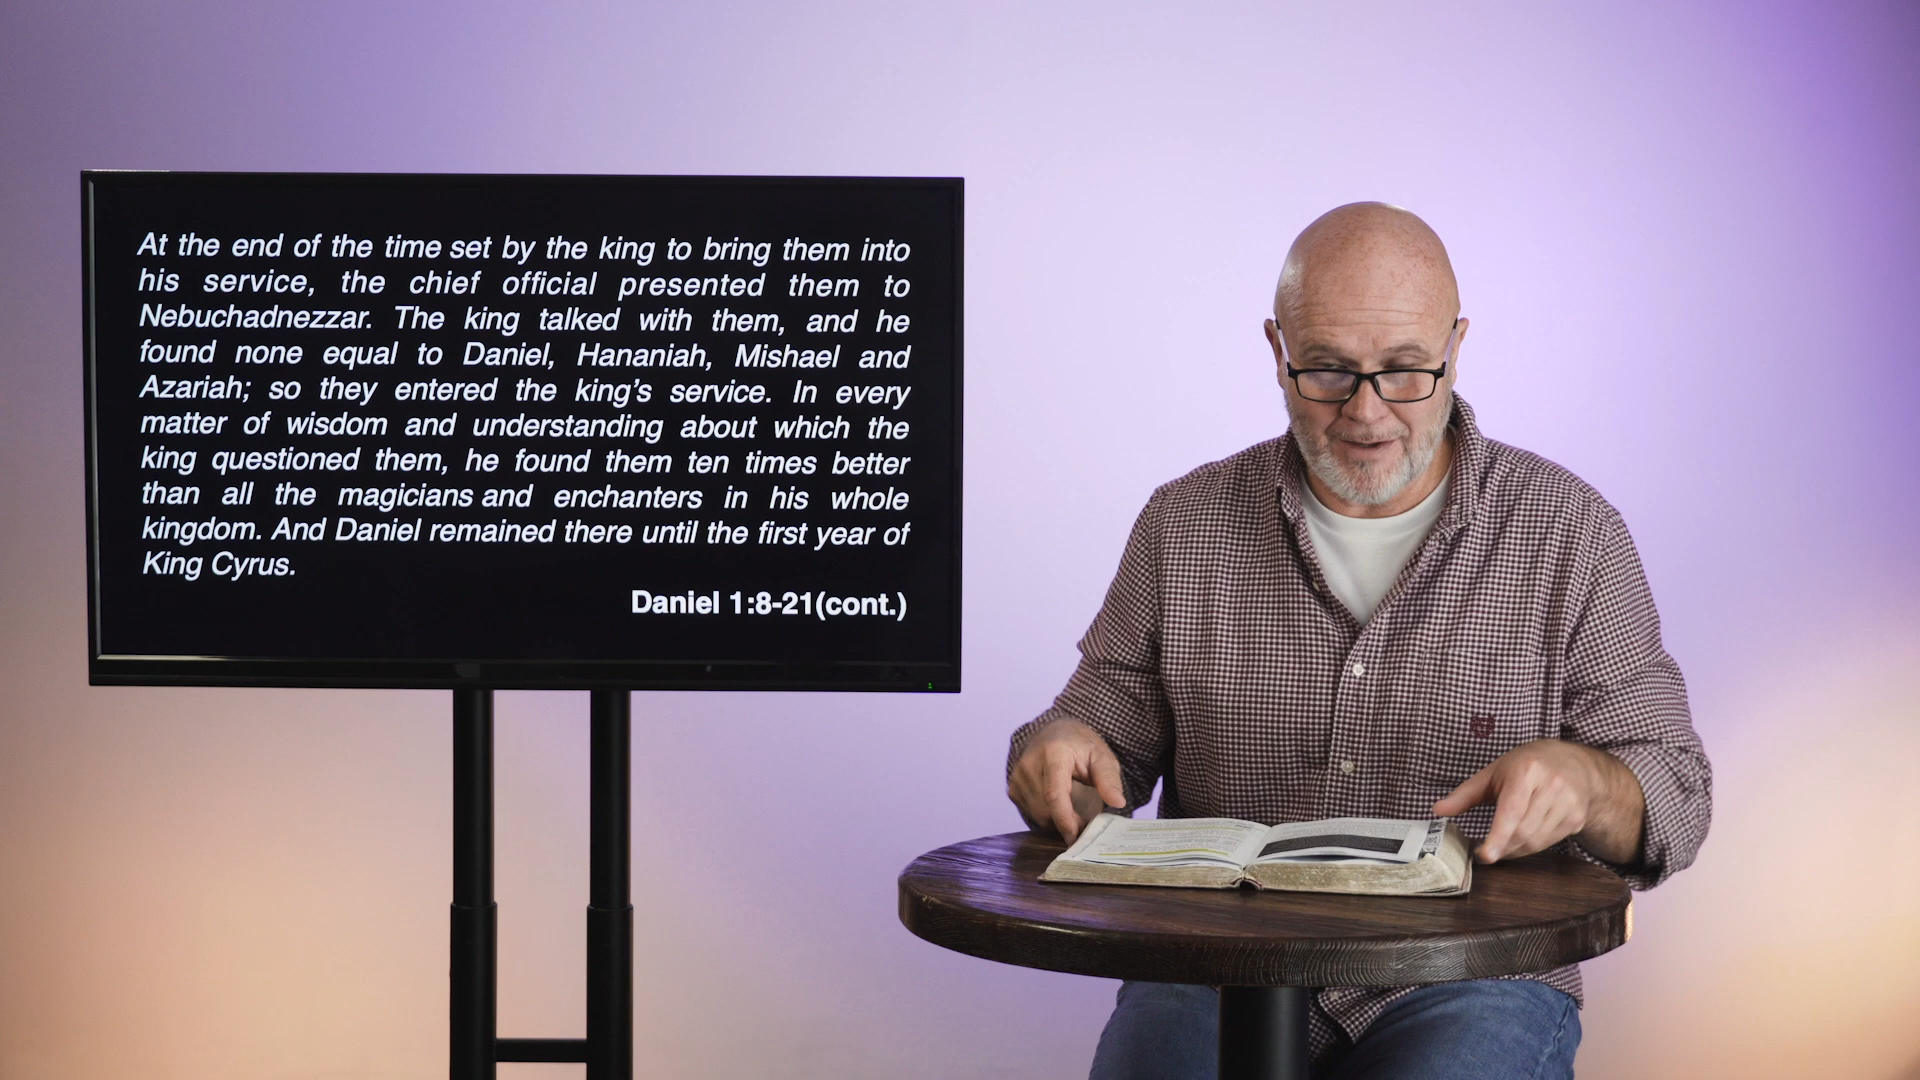 At the end of the time set by the king to bring them into
his service, the chief official presented them to
Nebuchadnezzar. The king talked with them, and he
found none equal to Daniel, Hananiah, Mishael and
Azariah; so they entered the king’s service. In every
matter of wisdom and understanding about which the
king questioned them, he found them ten times better
than all the magicians and enchanters in his whole
kingdom. And Daniel remained there until the first year of
King Cyrus.
Daniel 1:8-21(cont.)